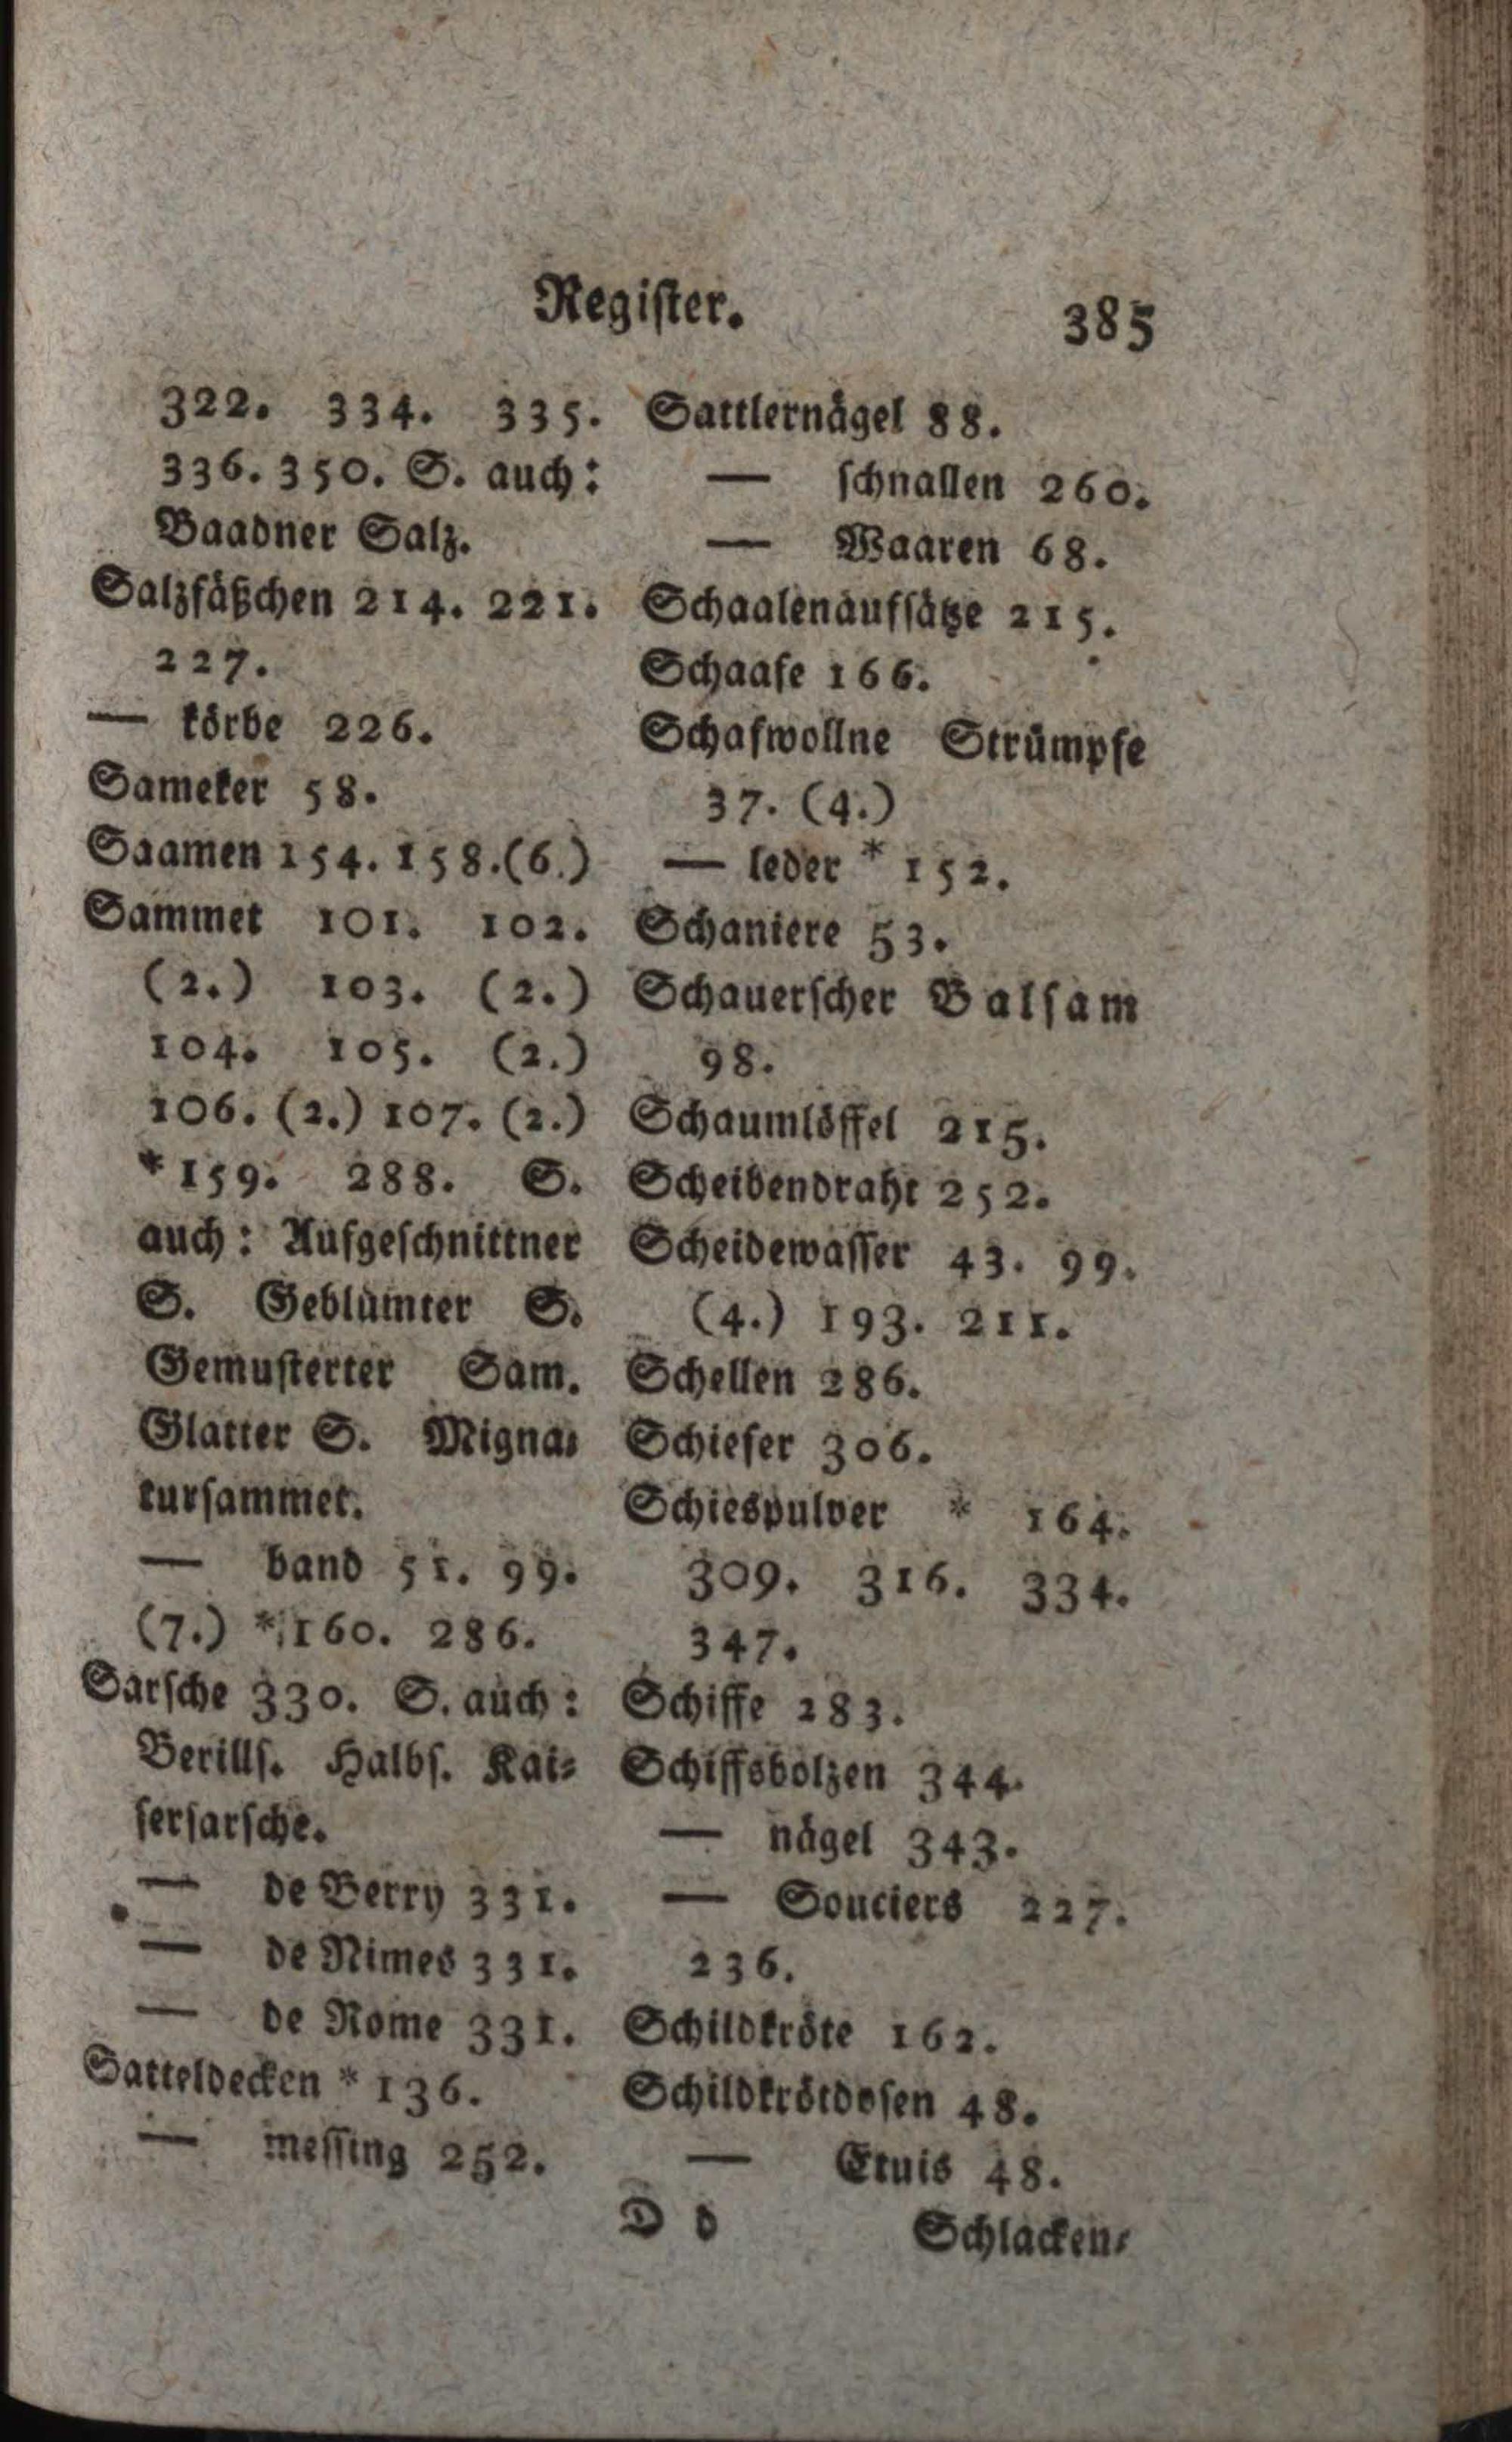 Register. 385
322. 334. 335.
336. 350. S. auch:
Baadner Salz.
Salzfäßchen 214. 221.
227.
— körbe 226.
Sameker 58.
Saamen 154. 158. (6.)
Sammet 101. 102.
(2.) 103. (2.)
104. 105. (2.)
106. (2.) 107. (2.)
* 159. 288. S.
auch: Aufgeschnittner
S. Geblümter S.
Gemusterter Sam.
Glatter S. Migna-
tursammet.
— band 51. 99.
(7.) * 160. 286.
Sarsche 330. S. auch:
Berills. Halbs. Kai-
sersarsche.
— de Berry 331.
— de Nimes 331.
— de Rome 331.
Satteldecken * 136.
— messing 252.
Sattlernägel 88.
— schnallen 260.
— Waaren 68.
Schaalenaufsätze 215.
Schaafe 166.
Schafwollne Strümpfe
37. (4.)
— leder * 152.
Schaniere 53.
Schauerscher Balsam
98.
Schaumlöffel 215.
Scheibendraht 252.
Scheidewasser 43. 99.
(4.) 193. 211.
Schellen 286.
Schiefer 306.
Schiespulver * 164.
309. 316. 334.
347.
Schiffe 283.
Schiffsbolzen 344.
— nägel 343.
— Souciers 227.
236.
Schildkröte 162.
Schildkrötdosen 48.
— Etuis 48.
D d Schlacken-